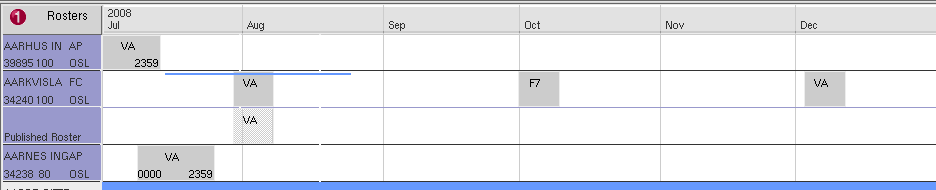 1 Rosters
2008
Jul Aug Sep Oct Nov Dec
AARHUS IN AP VA
39895 100 OSL 2359
AARKVISLA FC VA F7 VA
34240 100 OSL
VA
Published Roster
AARNES INGAP VA
34238 80 OSL 0000 2359